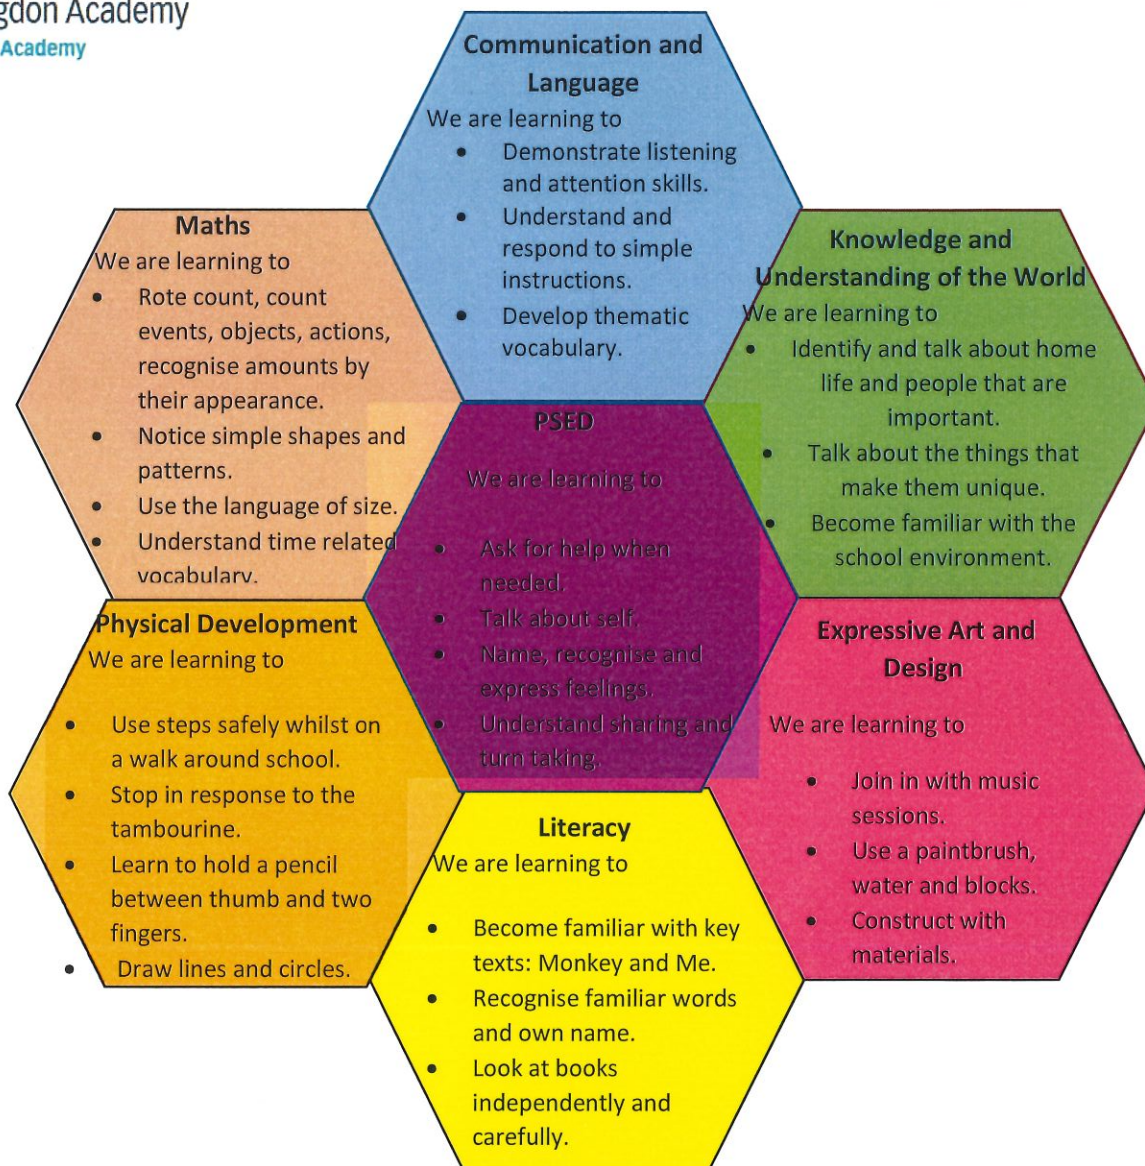 gdon Academy
Academy
Communication and
Language
We are learning to
• Demonstrate listening
and attention skills.
• Understand and
respond to simple
instructions.
• Develop thematic
vocabulary.
Maths
We are learning to
• Rote count, count
events, objects, actions,
recognise amounts by
their appearance.
• Notice simple shapes and
patterns.
• Use the language of size.
• Understand time related
vocabulary.
Knowledge and
Understanding of the World
We are learning to
• Identify and talk about home
life and people that are
important.
• Talk about the things that
make them unique.
• Become familiar with the
school environment.
PSED
We are learning to
• Ask for help when
needed.
• Talk about self.
• Name, recognise and
express feelings.
• Understand sharing and
turn taking.
Physical Development
We are learning to
• Use steps safely whilst on
a walk around school.
• Stop in response to the
tambourine.
• Learn to hold a pencil
between thumb and two
fingers.
• Draw lines and circles.
Expressive Art and
Design
We are learning to
• Join in with music
sessions.
• Use a paintbrush,
water and blocks.
• Construct with
materials.
Literacy
We are learning to
• Become familiar with key
texts: Monkey and Me.
• Recognise familiar words
and own name.
• Look at books
independently and
carefully.